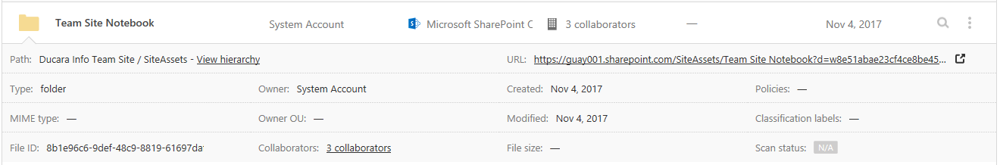 Team Site Notebook System Account Microsoft SharePoint C 3 collaborators — Nov 4, 2017
Path: Ducara Info Team Site / SiteAssets - View hierarchy URL: https://guay001.sharepoint.com/SiteAssets/Team Site Notebook?d=w8e51abae23cf4ce8be45...
Type: folder Owner: System Account Created: Nov 4, 2017 Policies: —
MIME type: — Owner OU: — Modified: Nov 4, 2017 Classification labels: —
File ID: 8b1e96c6-9def-48c9-8819-61697da Collaborators: 3 collaborators File size: — Scan status: N/A